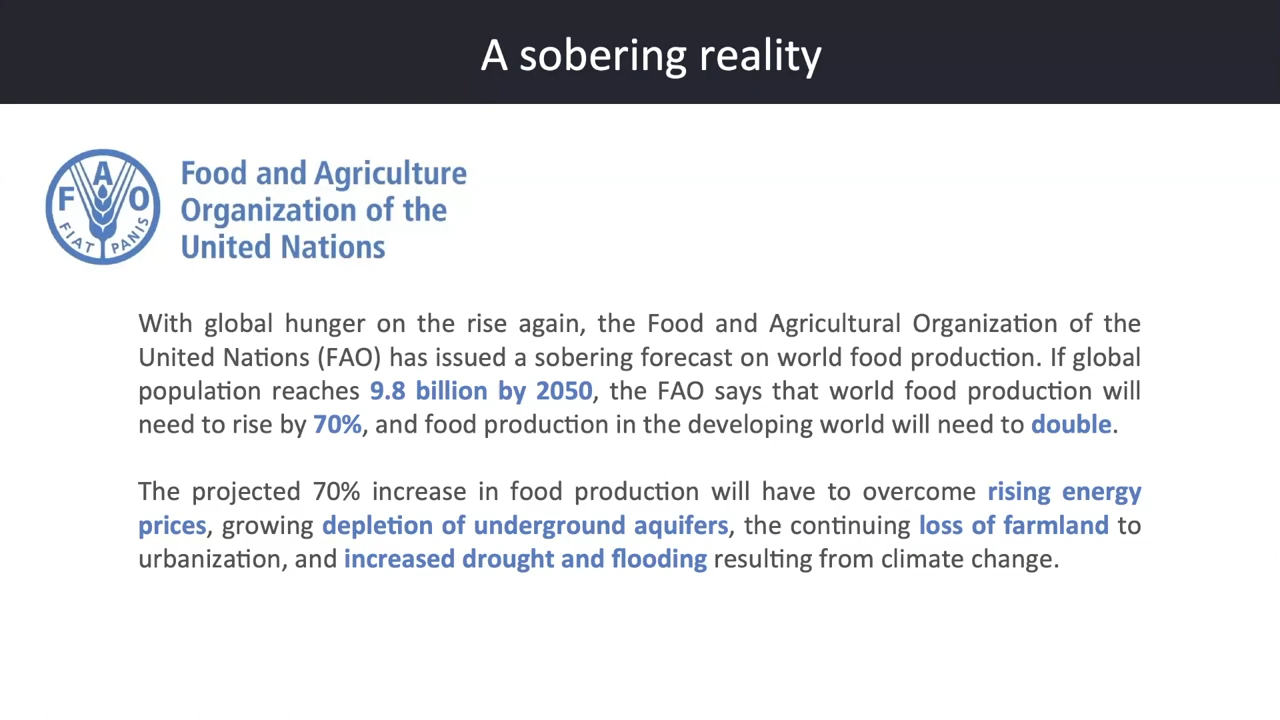 A sobering reality
F A O
FIAT PANIS
Food and Agriculture
Organization of the
United Nations
With global hunger on the rise again, the Food and Agricultural Organization of the
United Nations (FAO) has issued a sobering forecast on world food production. If global
population reaches 9.8 billion by 2050, the FAO says that world food production will
need to rise by 70%, and food production in the developing world will need to double.
The projected 70% increase in food production will have to overcome rising energy
prices, growing depletion of underground aquifers, the continuing loss of farmland to
urbanization, and increased drought and flooding resulting from climate change.